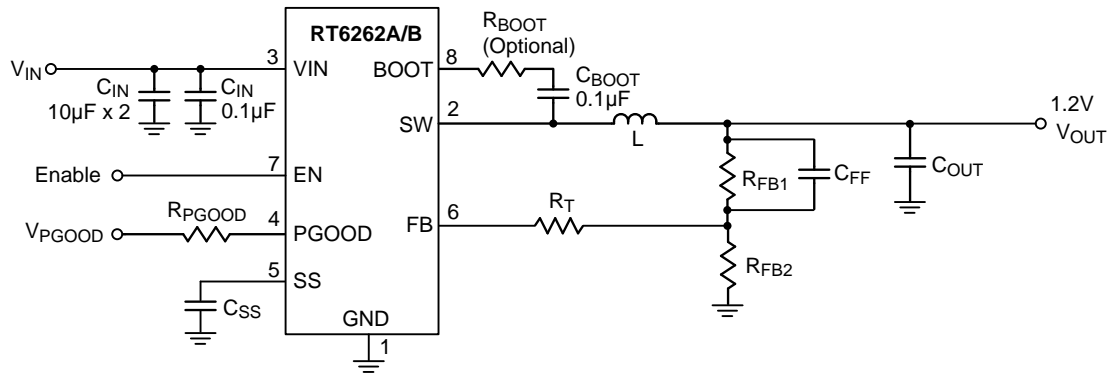 RT6262A/B
V_IN
3
VIN
C_IN
10µF x 2
C_IN
0.1µF
BOOT
8
R_BOOT
(Optional)
C_BOOT
0.1µF
SW
2
L
1.2V
V_OUT
Enable
7
EN
R_FB1
C_FF
C_OUT
V_PGOOD
R_PGOOD
4
PGOOD
FB
6
R_T
5
SS
C_SS
R_FB2
GND
1